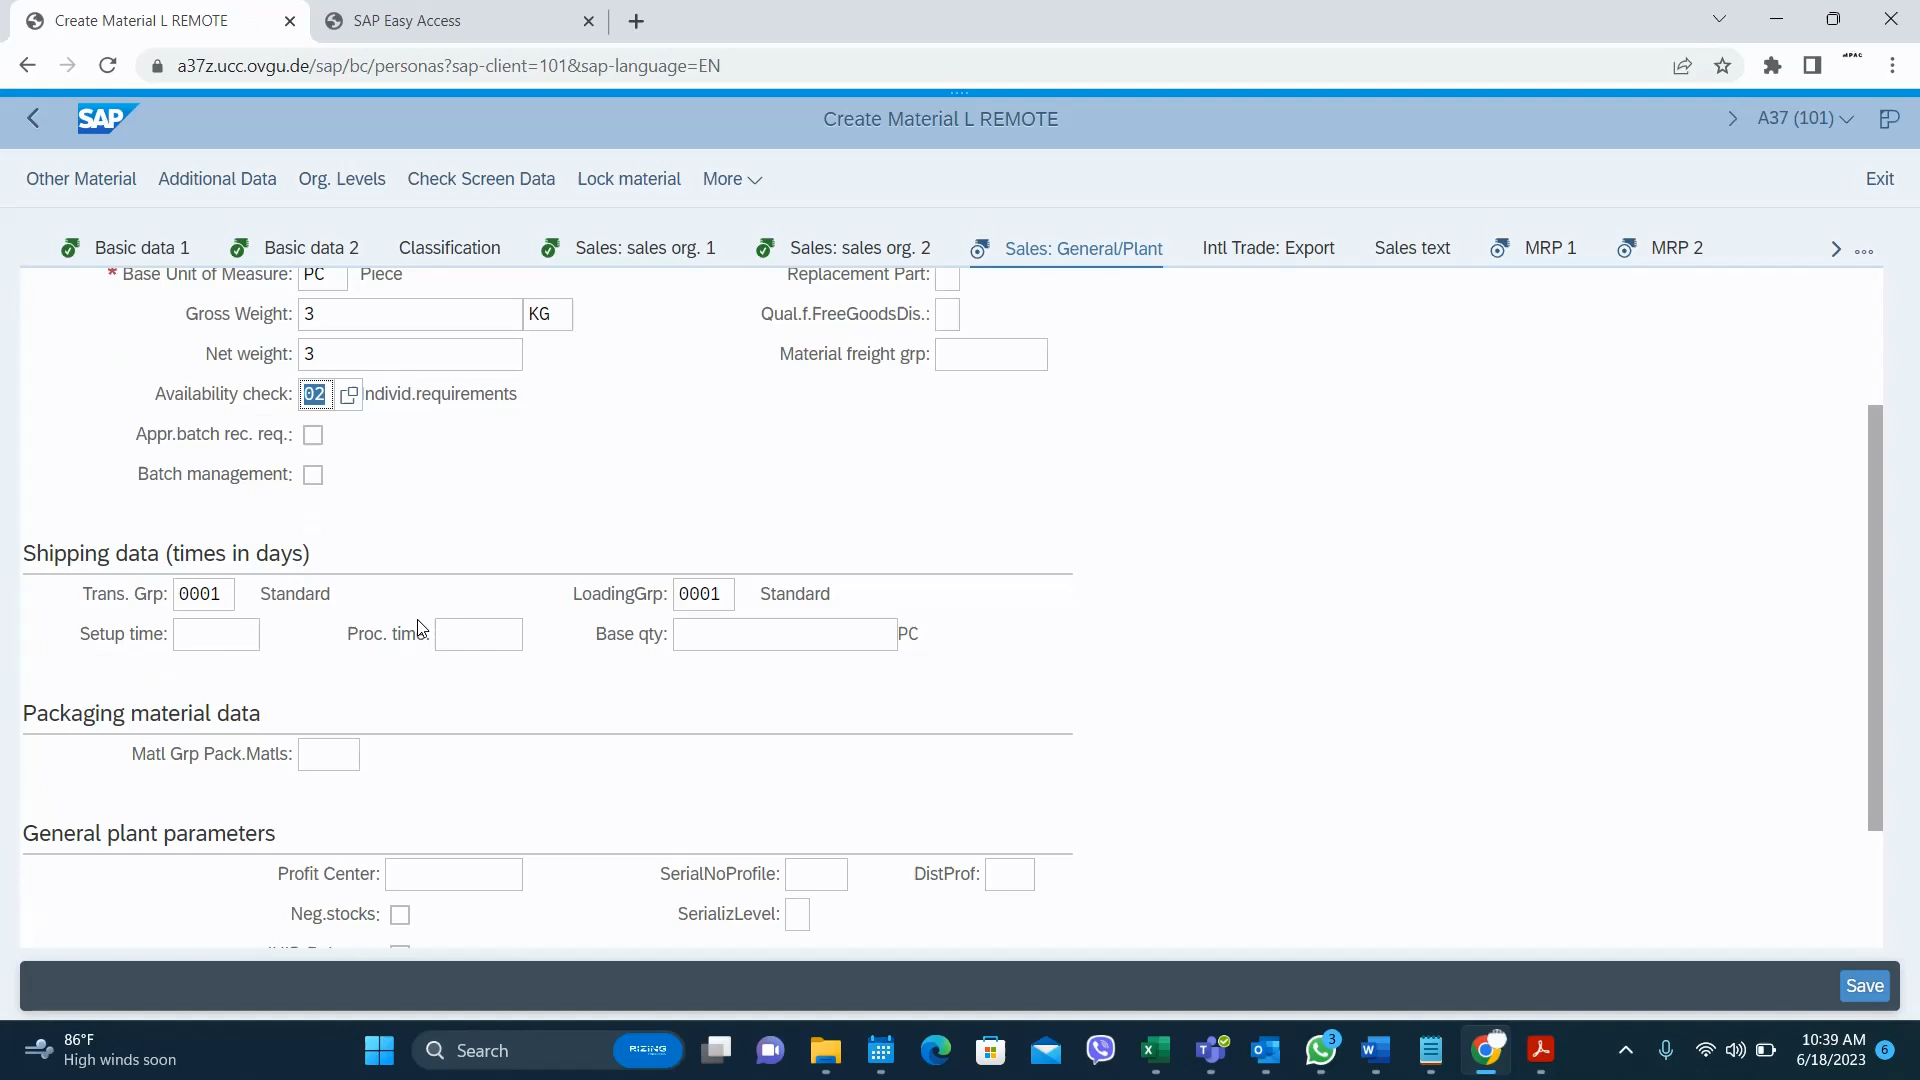 Create Material L REMOTE
SAP Easy Access
a37z.ucc.ovgu.de/sap/bc/personas?sap-client=101&sap-language=EN
SAP
Create Material L REMOTE
A37 (101)
Other Material
Additional Data
Org. Levels
Check Screen Data
Lock material
More
Exit
Basic data 1
Basic data 2
Classification
Sales: sales org. 1
Sales: sales org. 2
Sales: General/Plant
Intl Trade: Export
Sales text
MRP 1
MRP 2
* Base Unit of Measure: PC Piece
Replacement Part:
Gross Weight: 3 KG
Qual.f.FreeGoodsDis.:
Net weight: 3
Material freight grp:
Availability check: 02 ndivid.requirements
Appr.batch rec. req.:
Batch management:
Shipping data (times in days)
Trans. Grp: 0001 Standard
LoadingGrp: 0001 Standard
Setup time:
Proc. time:
Base qty: PC
Packaging material data
Matl Grp Pack.Matls:
General plant parameters
Profit Center:
SerialNoProfile:
DistProf:
Neg.stocks:
SerializLevel:
Save
86°F
High winds soon
Search
RIZING
3
10:39 AM
6/18/2023
6